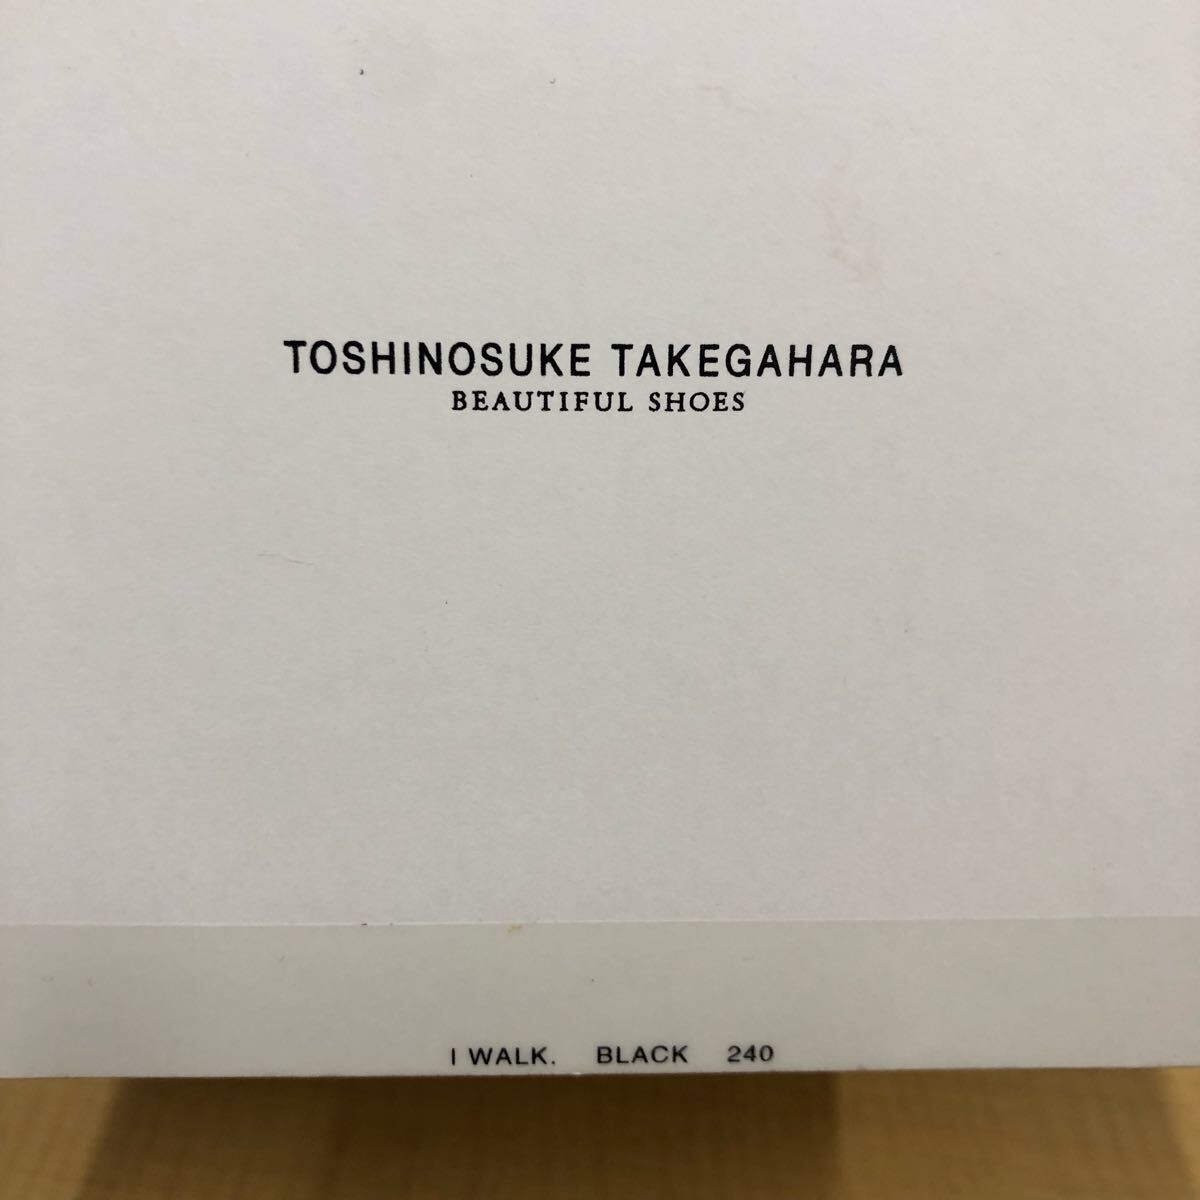 TOSHINOSUKE TAKEGAHARA
BEAUTIFUL SHOES
I WALK. BLACK 240